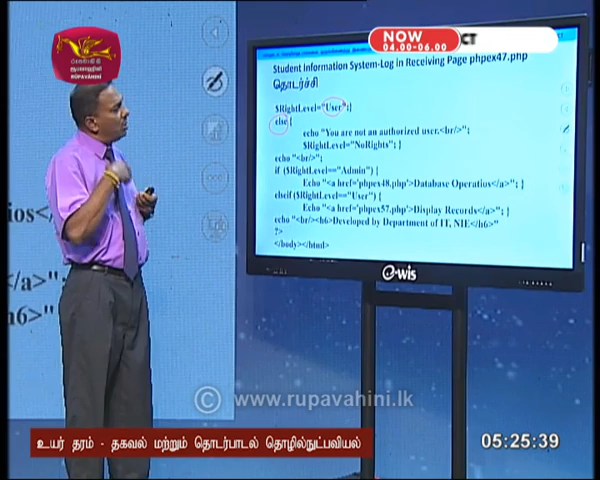 RUPAVAHINI
NOW
04.00-06.00
CT
Student Information System-Log in Receiving Page phpex47.php
தொடர்ச்சி
$RightLevel="User";}
else {
echo "You are not an authorized user.<br/>";
$RightLevel="NoRights"; }
echo "<br/>";
if ($RightLevel=="Admin") {
Echo "<a href='phpex48.php'>Database Operatios</a>"; }
elseif ($RightLevel=="User") {
Echo "<a href='phpex57.php'>Display Records</a>"; }
echo "<br/><h6>Developed by Department of IT, NIE</h6>"
?>
</body></html>
ios</
/a>";
h6>"
e-wis
© www.rupavahini.lk
உயர் தரம் - தகவல் மற்றும் தொடர்பாடல் தொழில்நுட்பவியல்
05:25:39